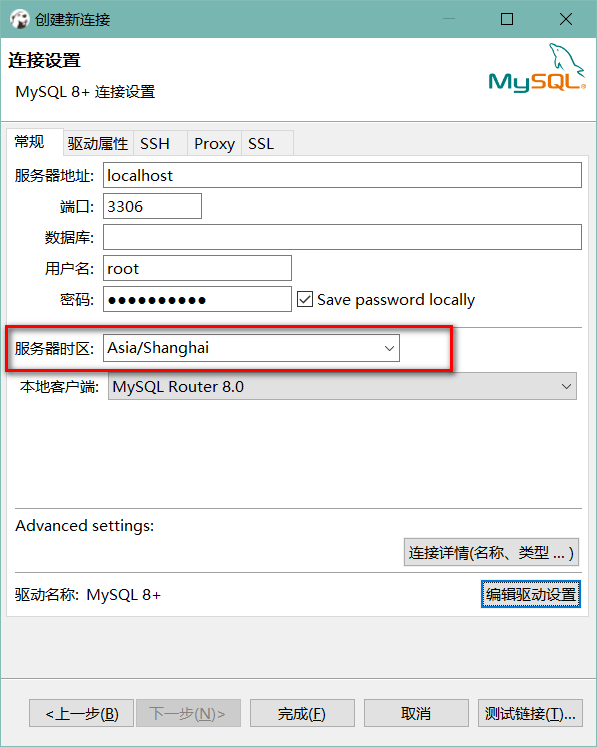 创建新连接
连接设置
MySQL 8+ 连接设置
MySQL®
常规 驱动属性 SSH Proxy SSL
服务器地址: localhost
端口: 3306
数据库:
用户名: root
密码: ●●●●●●●●●● Save password locally
服务器时区: Asia/Shanghai
本地客户端: MySQL Router 8.0
Advanced settings:
连接详情(名称、类型 ... )
驱动名称: MySQL 8+ 编辑驱动设置
<上一步(B) 下一步(N)> 完成(F) 取消 测试链接(T)...